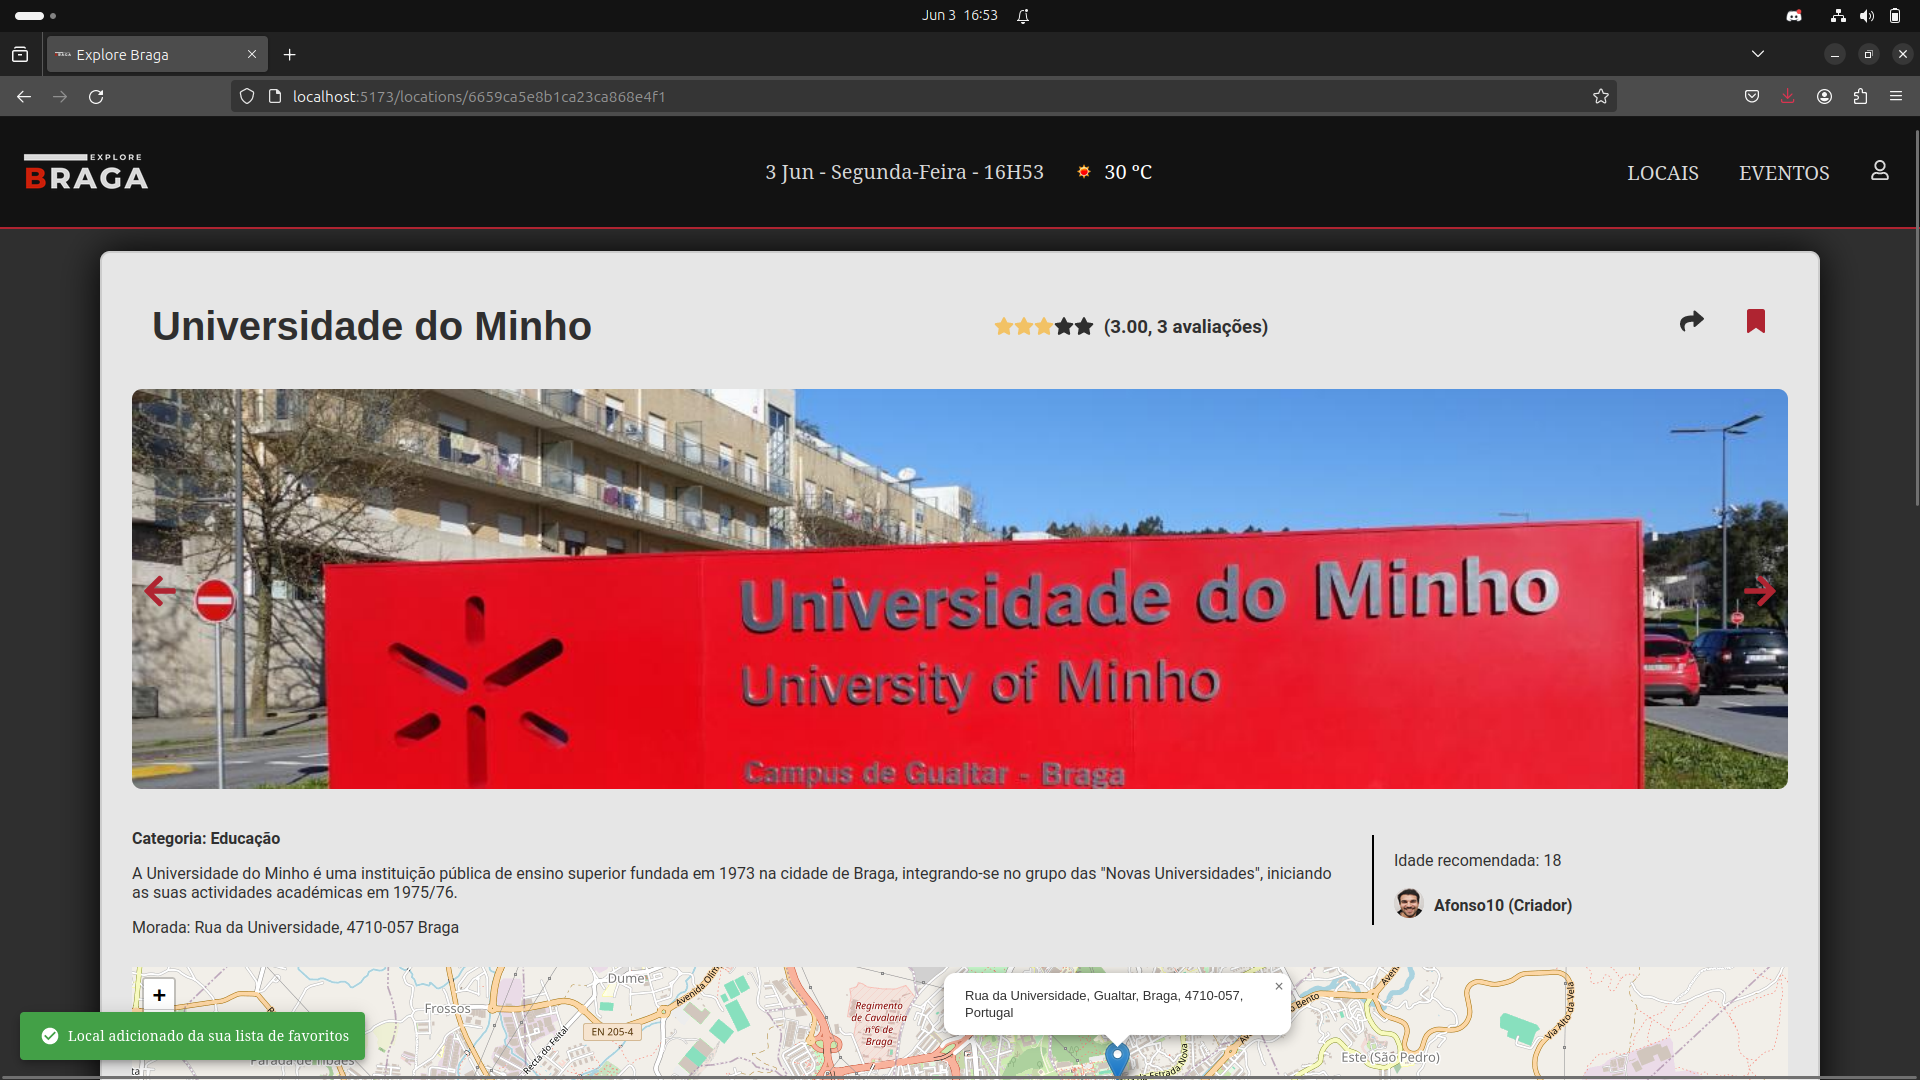 Jun 3 16:53
Explore Braga
localhost:5173/locations/6659ca5e8b1ca23ca868e4f1
EXPLORE
BRAGA
3 Jun - Segunda-Feira - 16H53
30 ºC
LOCAIS
EVENTOS
Universidade do Minho
(3.00, 3 avaliações)
Universidade do Minho
University of Minho
Campus de Gualtar - Braga
Categoria: Educação
A Universidade do Minho é uma instituição pública de ensino superior fundada em 1973 na cidade de Braga, integrando-se no grupo das "Novas Universidades", iniciando
as suas actividades académicas em 1975/76.
Morada: Rua da Universidade, 4710-057 Braga
Idade recomendada: 18
Afonso10 (Criador)
+
Dume
Frossos
EN 205-4
Regimento
de Cavalaria
nº6 de
Braga
Rua da Universidade, Gualtar, Braga, 4710-057,
Portugal
×
Este (São Pedro)
Via Alto da Vela
Local adicionado da sua lista de favoritos